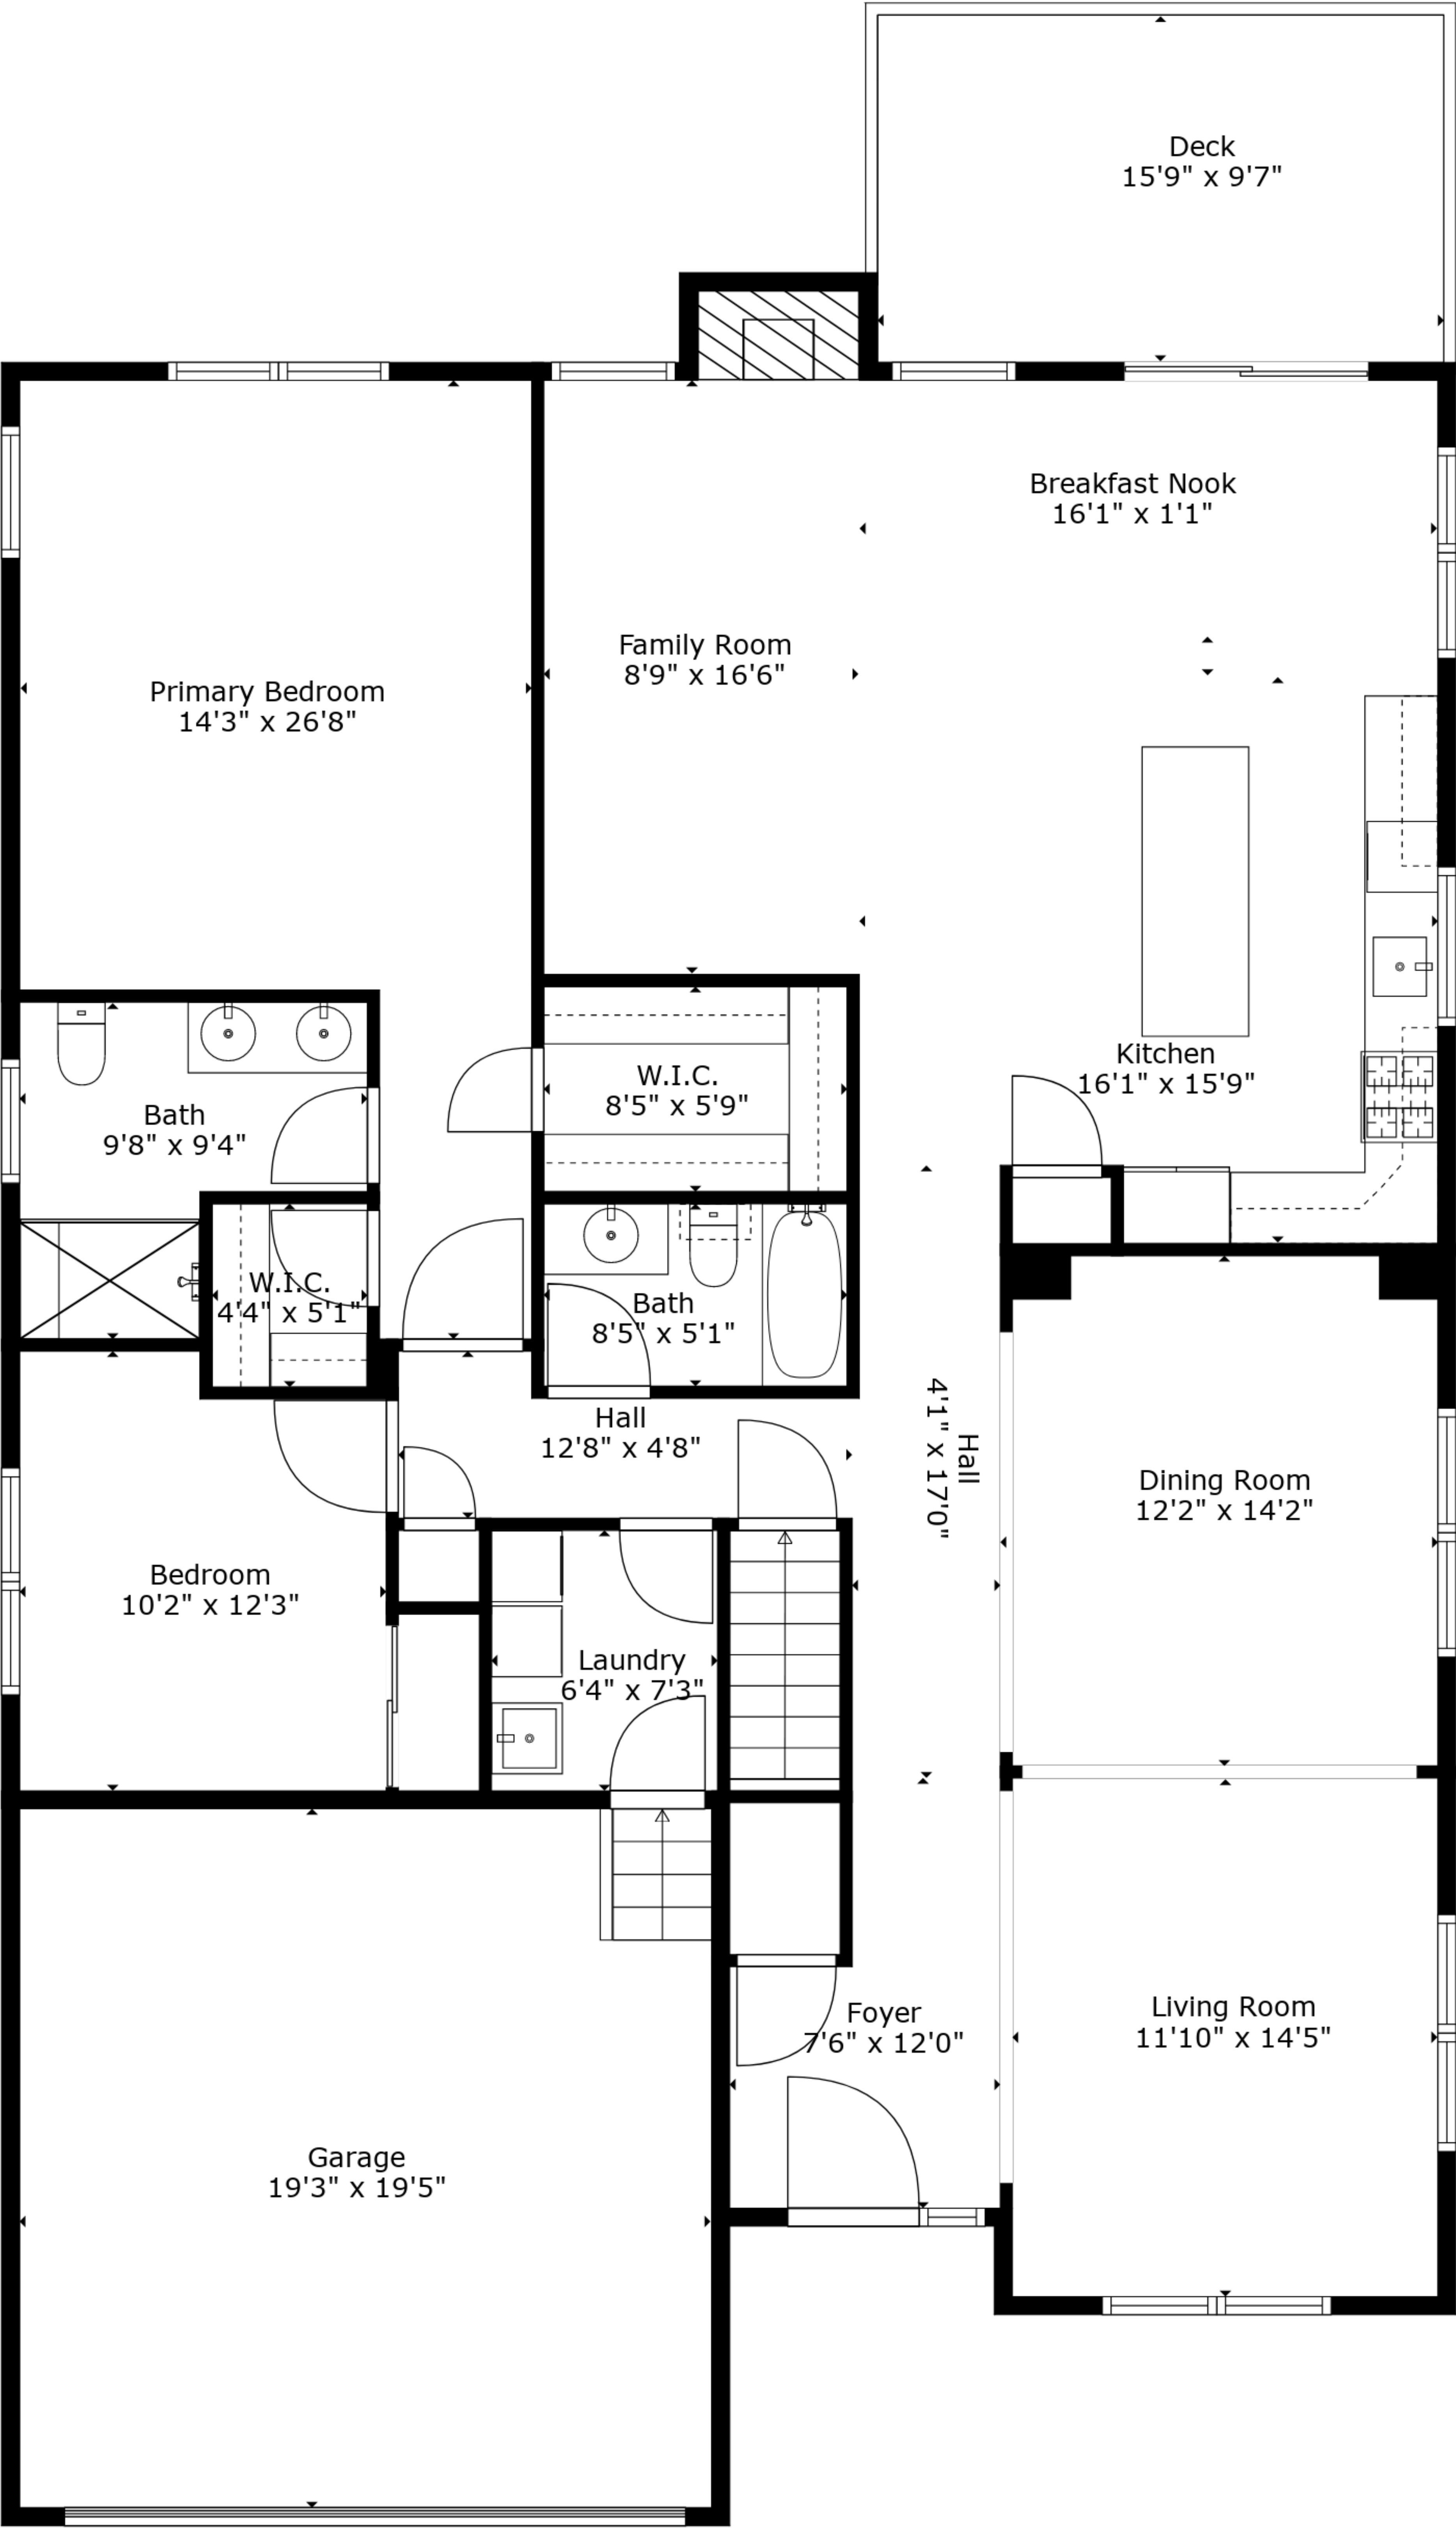 Deck
15'9" x 9'7"
Breakfast Nook
16'1" x 1'1"
Family Room
8'9" x 16'6"
Primary Bedroom
14'3" x 26'8"
Kitchen
16'1" x 15'9"
W.I.C.
8'5" x 5'9"
Bath
9'8" x 9'4"
W.I.C.
4'4" x 5'1"
Bath
8'5" x 5'1"
Hall
12'8" x 4'8"
Hall
4'1" x 17'0"
Dining Room
12'2" x 14'2"
Bedroom
10'2" x 12'3"
Laundry
6'4" x 7'3"
Foyer
7'6" x 12'0"
Living Room
11'10" x 14'5"
Garage
19'3" x 19'5"